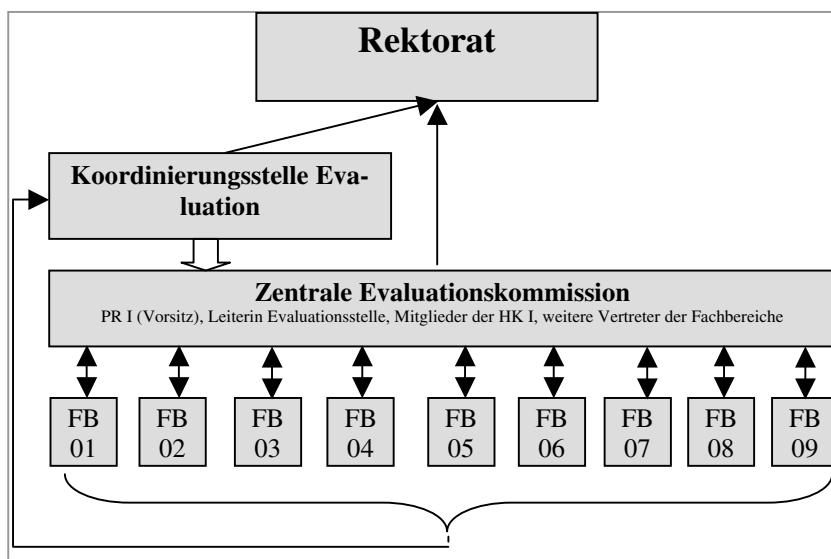 Rektorat
Koordinierungsstelle Eva-
luation
Zentrale Evaluationskommission
PR I (Vorsitz), Leiterin Evaluationsstelle, Mitglieder der HK I, weitere Vertreter der Fachbereiche
FB FB FB FB FB FB FB FB FB
01 02 03 04 05 06 07 08 09